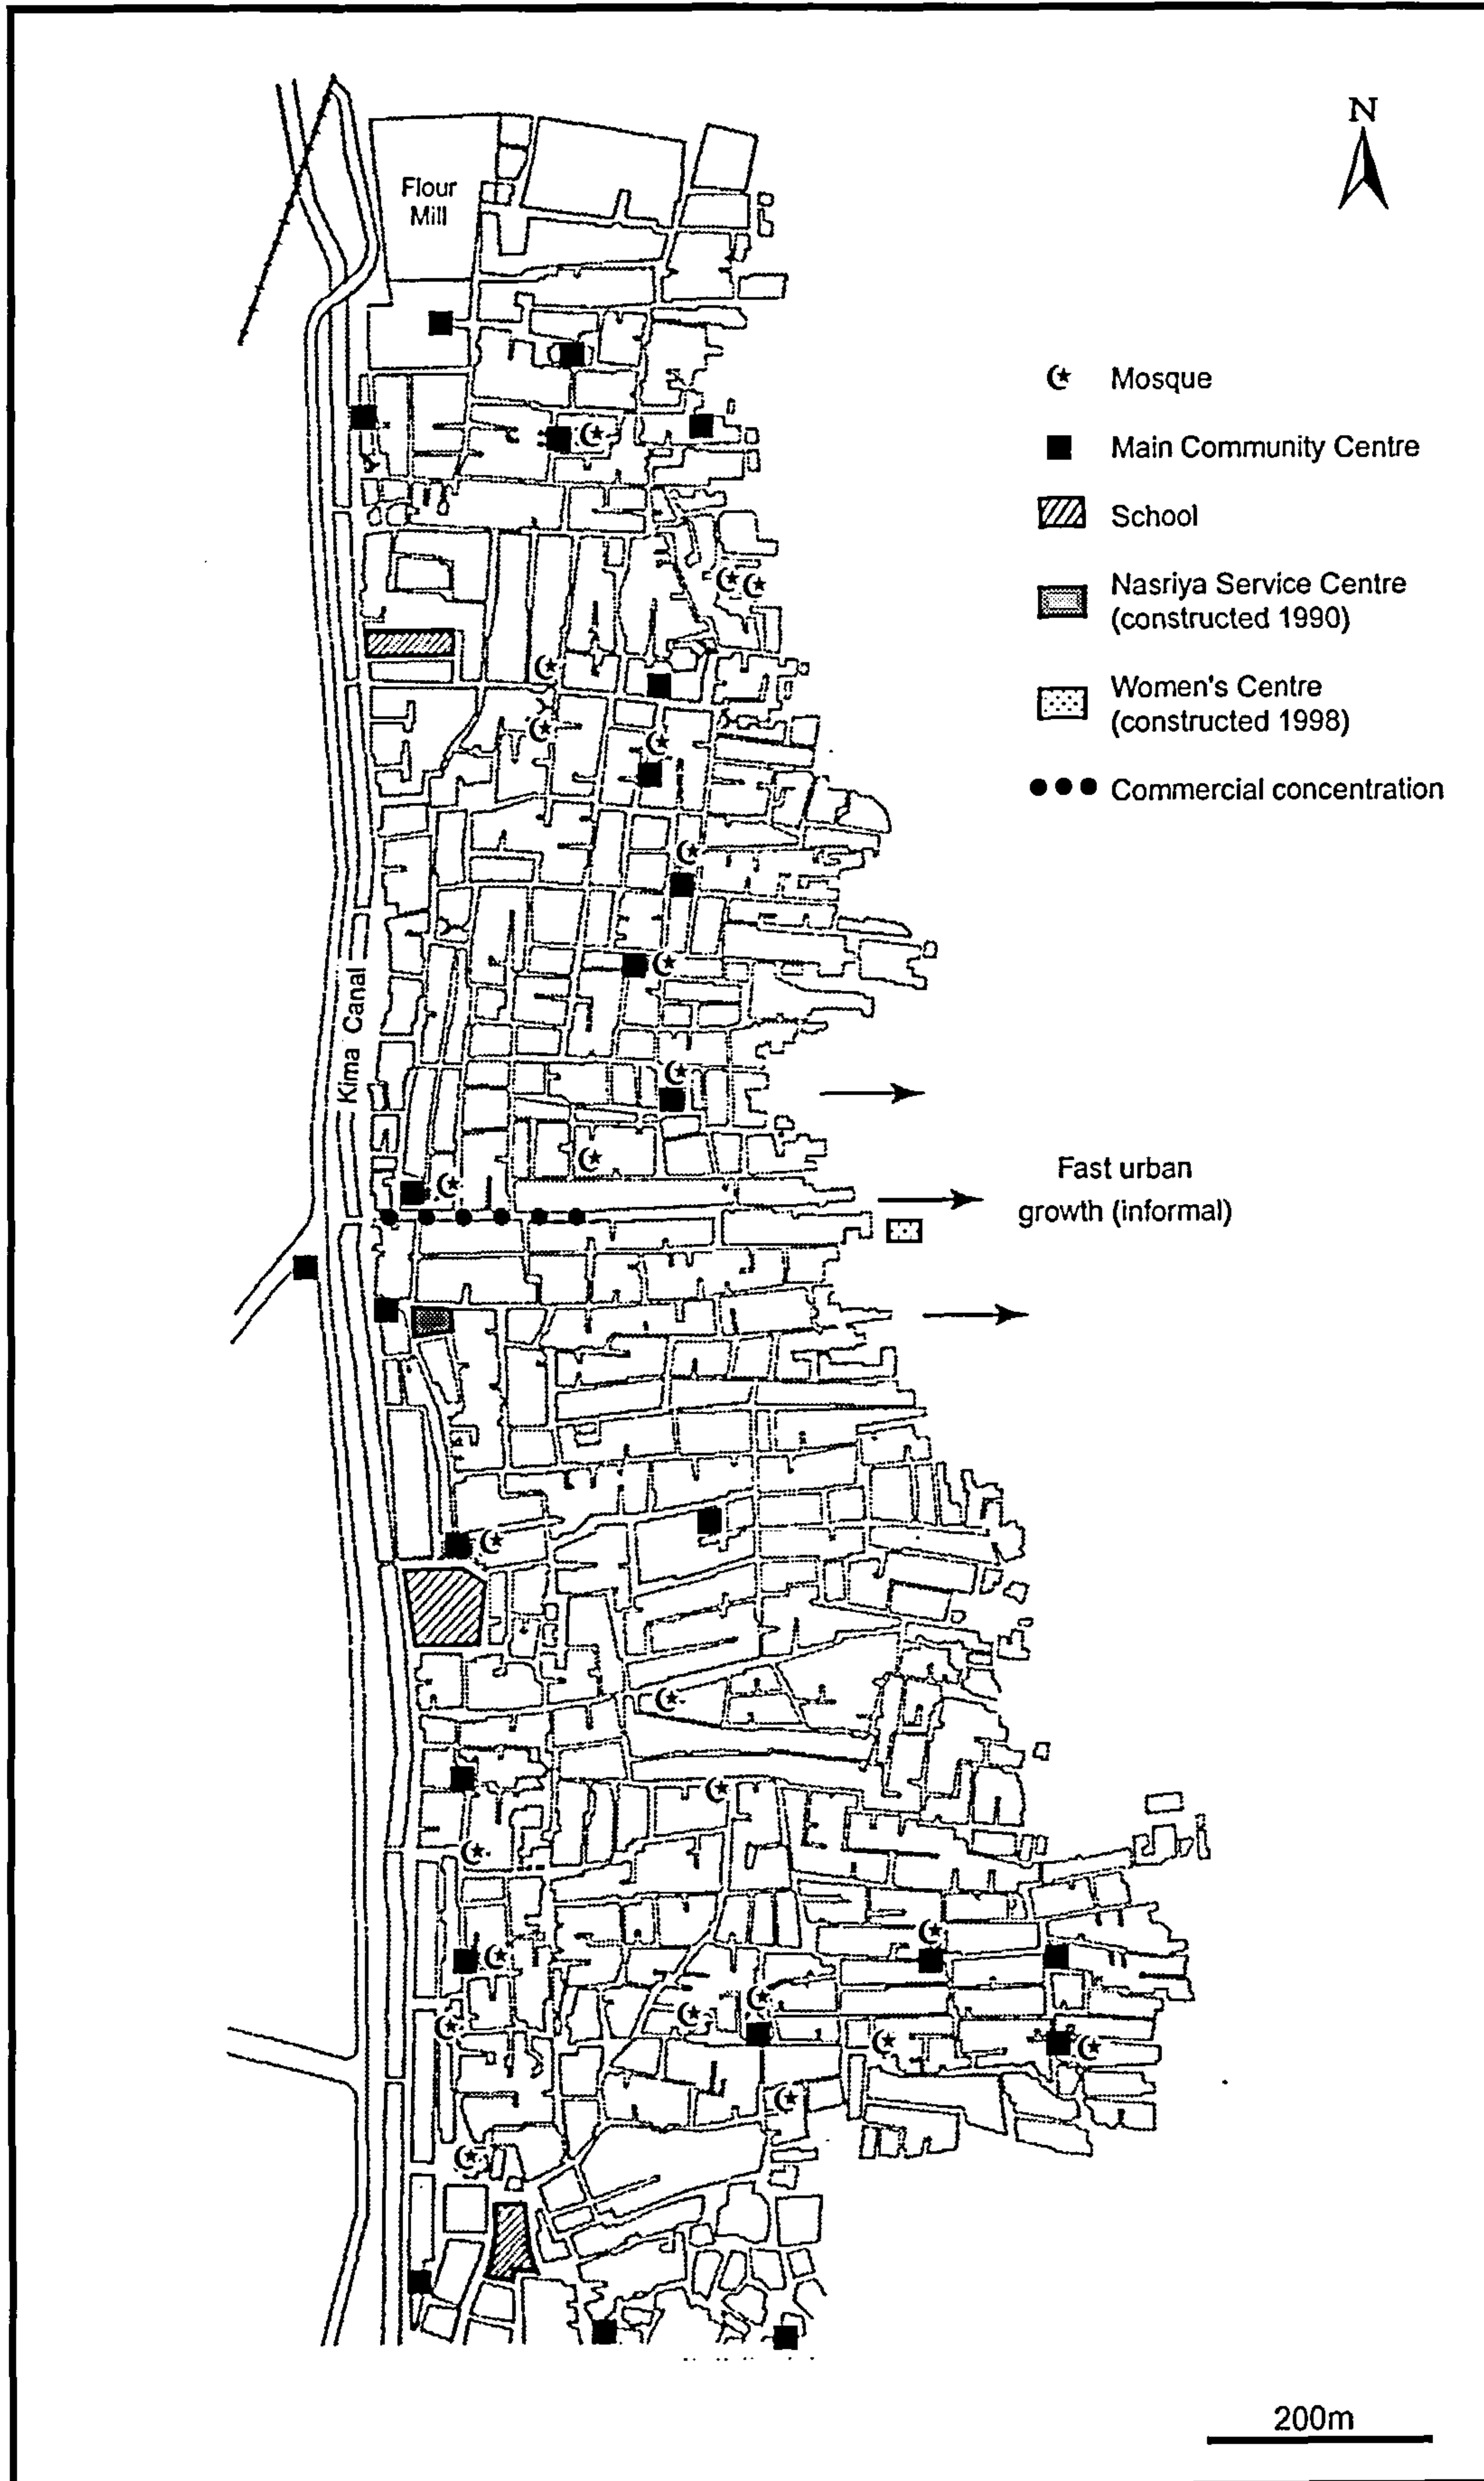 N
Flour
Mill
Mosque
Main Community Centre
School
Nasriya Service Centre
(constructed 1990)
Women's Centre
(constructed 1998)
Commercial concentration
Kima Canal
Fast urban
growth (informal)
200m